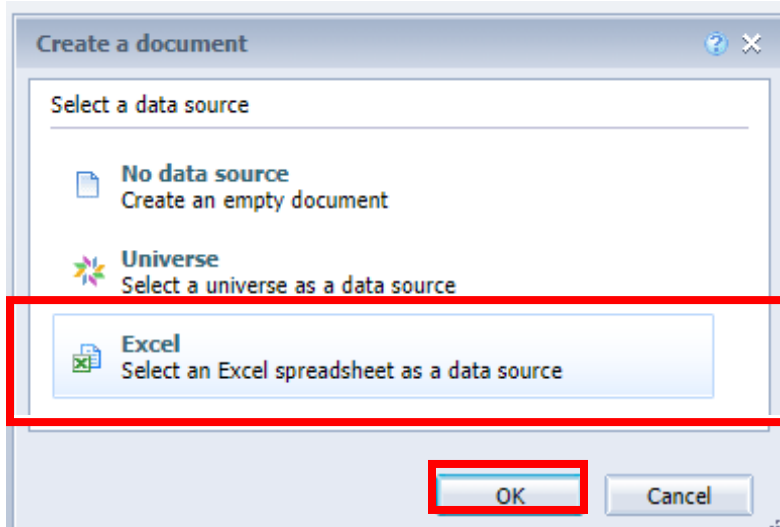 Create a document
Select a data source
No data source
Create an empty document
Universe
Select a universe as a data source
Excel
Select an Excel spreadsheet as a data source
OK Cancel